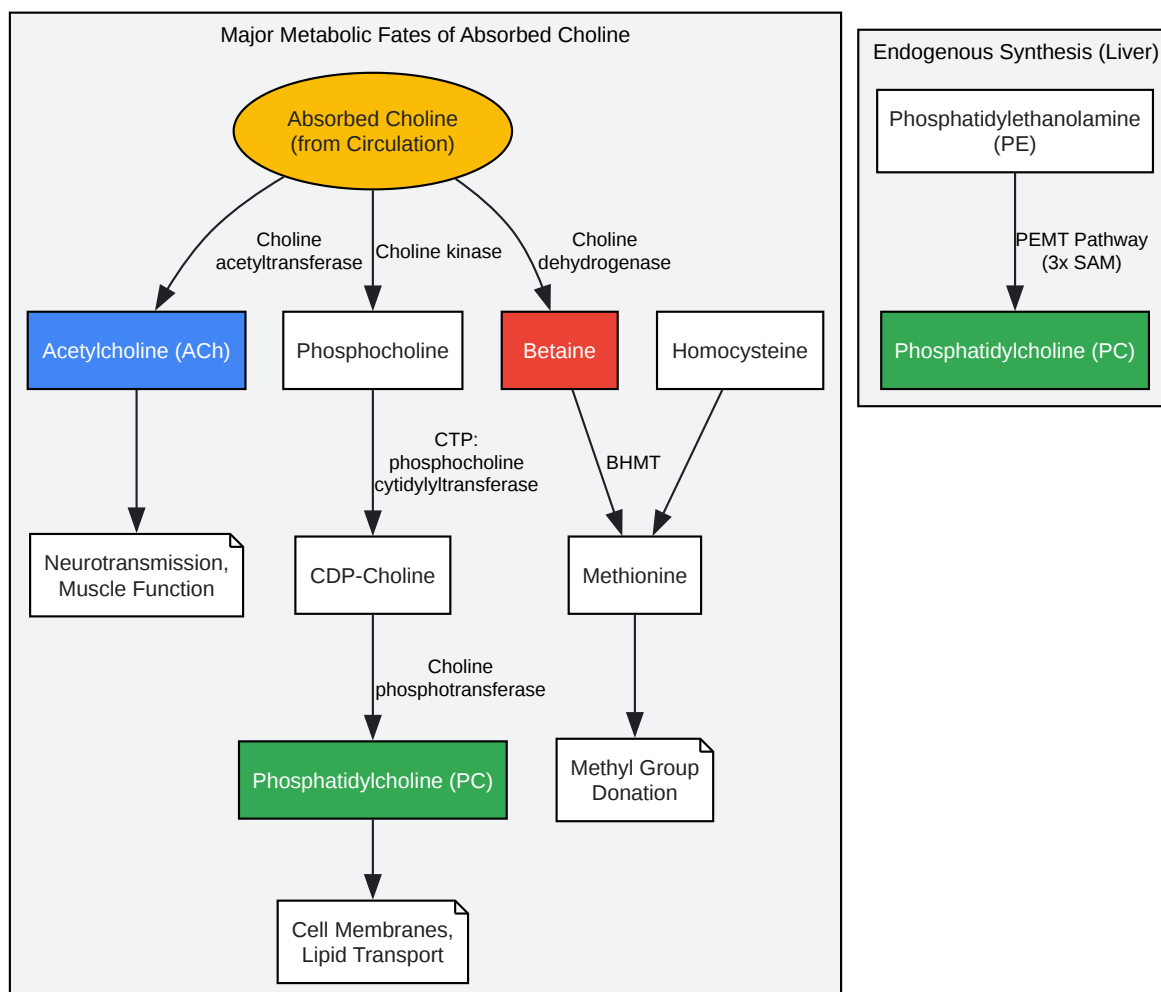 Major Metabolic Fates of Absorbed Choline
Absorbed Choline
(from Circulation)
Choline
acetyltransferase
Choline kinase
Choline
dehydrogenase
Acetylcholine (ACh)
Phosphocholine
Betaine
Homocysteine
CTP:
phosphocholine
cytidylyltransferase
BHMT
Neurotransmission,
Muscle Function
CDP-Choline
Methionine
Choline
phosphotransferase
Phosphatidylcholine (PC)
Methyl Group
Donation
Cell Membranes,
Lipid Transport
Endogenous Synthesis (Liver)
Phosphatidylethanolamine
(PE)
PEMT Pathway
(3x SAM)
Phosphatidylcholine (PC)